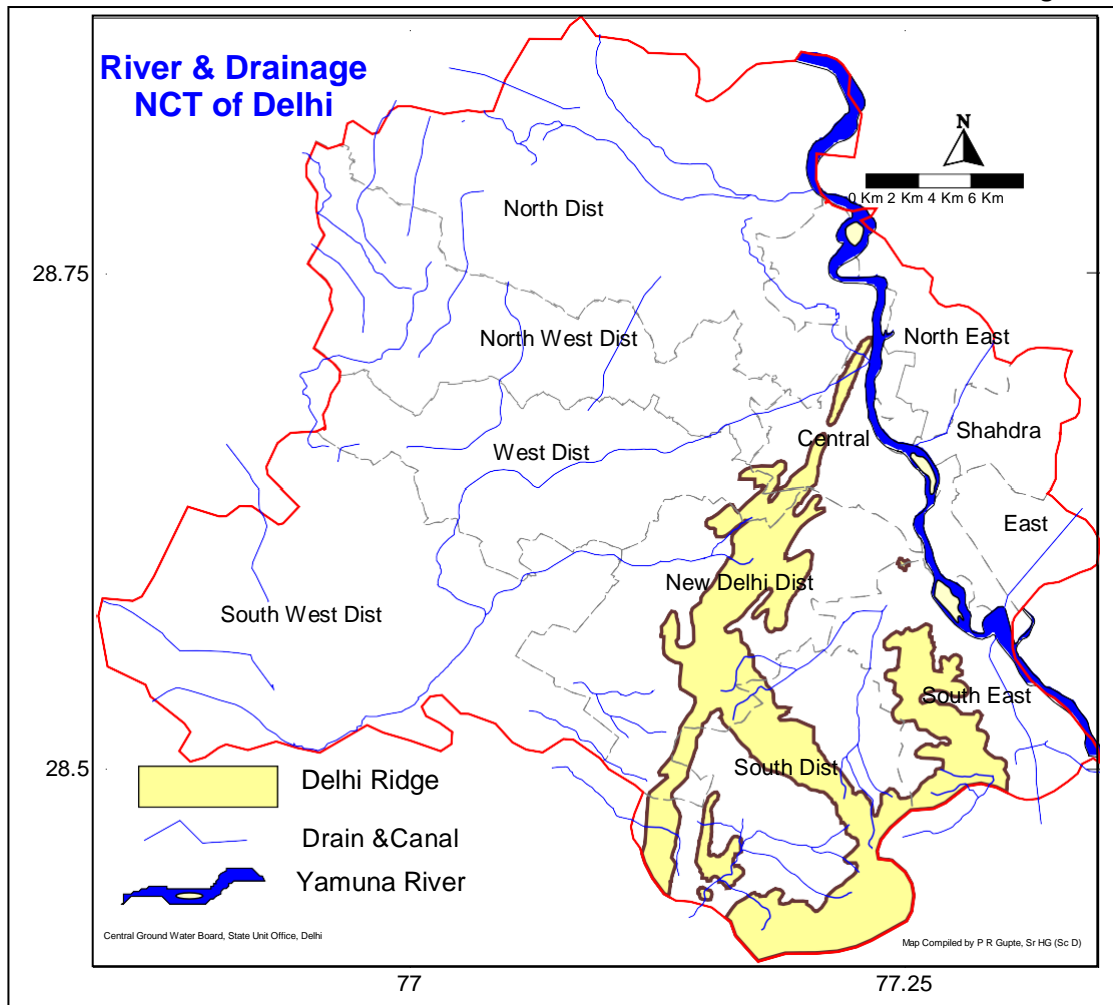 River & Drainage
NCT of Delhi
N
0 Km 2 Km 4 Km 6 Km
North Dist
28.75
North West Dist
North East
West Dist
Central
Shahdra
East
New Delhi Dist
South West Dist
South East
28.5
South Dist
Delhi Ridge
Drain &Canal
Yamuna River
Central Ground Water Board, State Unit Office, Delhi
Map Compiled by P R Gupte, Sr HG (Sc D)
77
77.25